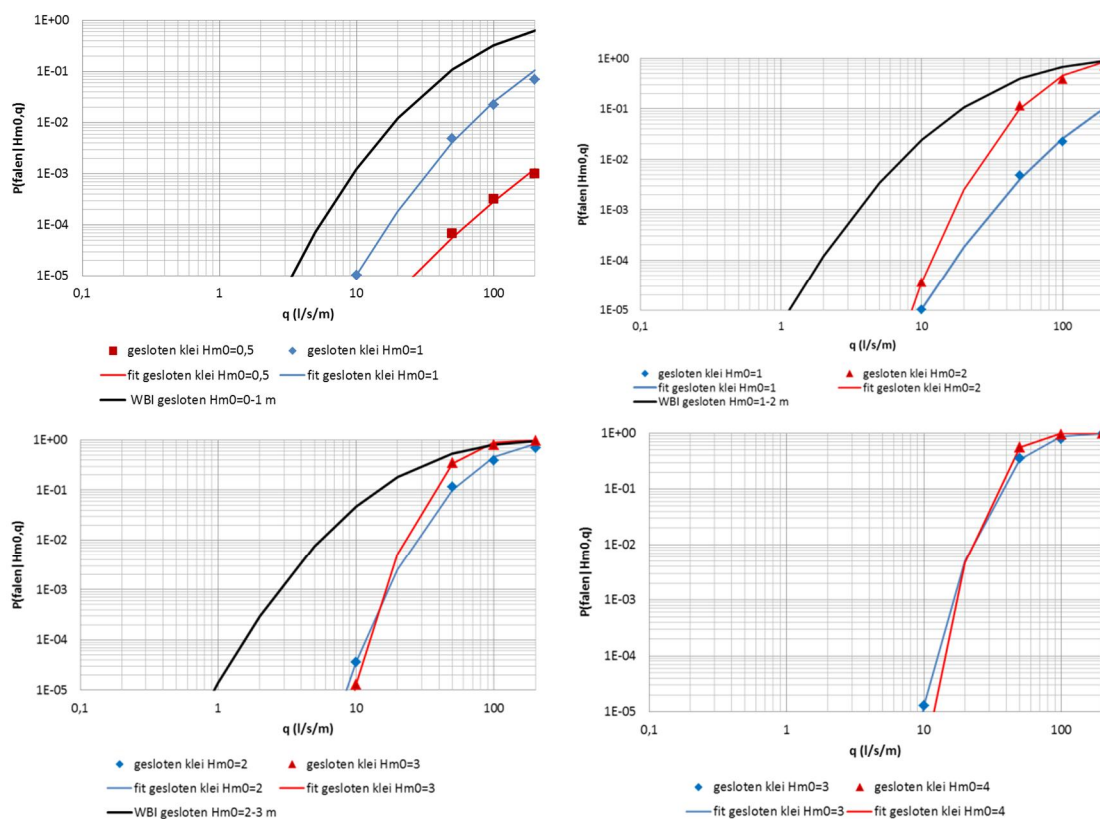 1E+00
1E-01
1E-02
1E-03
1E-04
1E-05
P(falen|Hm0,q)
0,1
1
10
100
q (l/s/m)
gesloten klei Hm0=0,5
gesloten klei Hm0=1
fit gesloten klei Hm0=0,5
fit gesloten klei Hm0=1
WBI gesloten Hm0=0-1 m
1E+00
1E-01
1E-02
1E-03
1E-04
1E-05
P(falen|Hm0,q)
0,1
1
10
100
q (l/s/m)
gesloten klei Hm0=1
gesloten klei Hm0=2
fit gesloten klei Hm0=1
fit gesloten klei Hm0=2
WBI gesloten Hm0=1-2 m
1E+00
1E-01
1E-02
1E-03
1E-04
1E-05
P(falen|Hm0,q)
0,1
1
10
100
q (l/s/m)
gesloten klei Hm0=2
gesloten klei Hm0=3
fit gesloten klei Hm0=2
fit gesloten klei Hm0=3
WBI gesloten Hm0=2-3 m
1E+00
1E-01
1E-02
1E-03
1E-04
1E-05
P(falen|Hm0,q)
0,1
1
10
100
q (l/s/m)
gesloten klei Hm0=3
gesloten klei Hm0=4
fit gesloten klei Hm0=3
fit gesloten klei Hm0=4